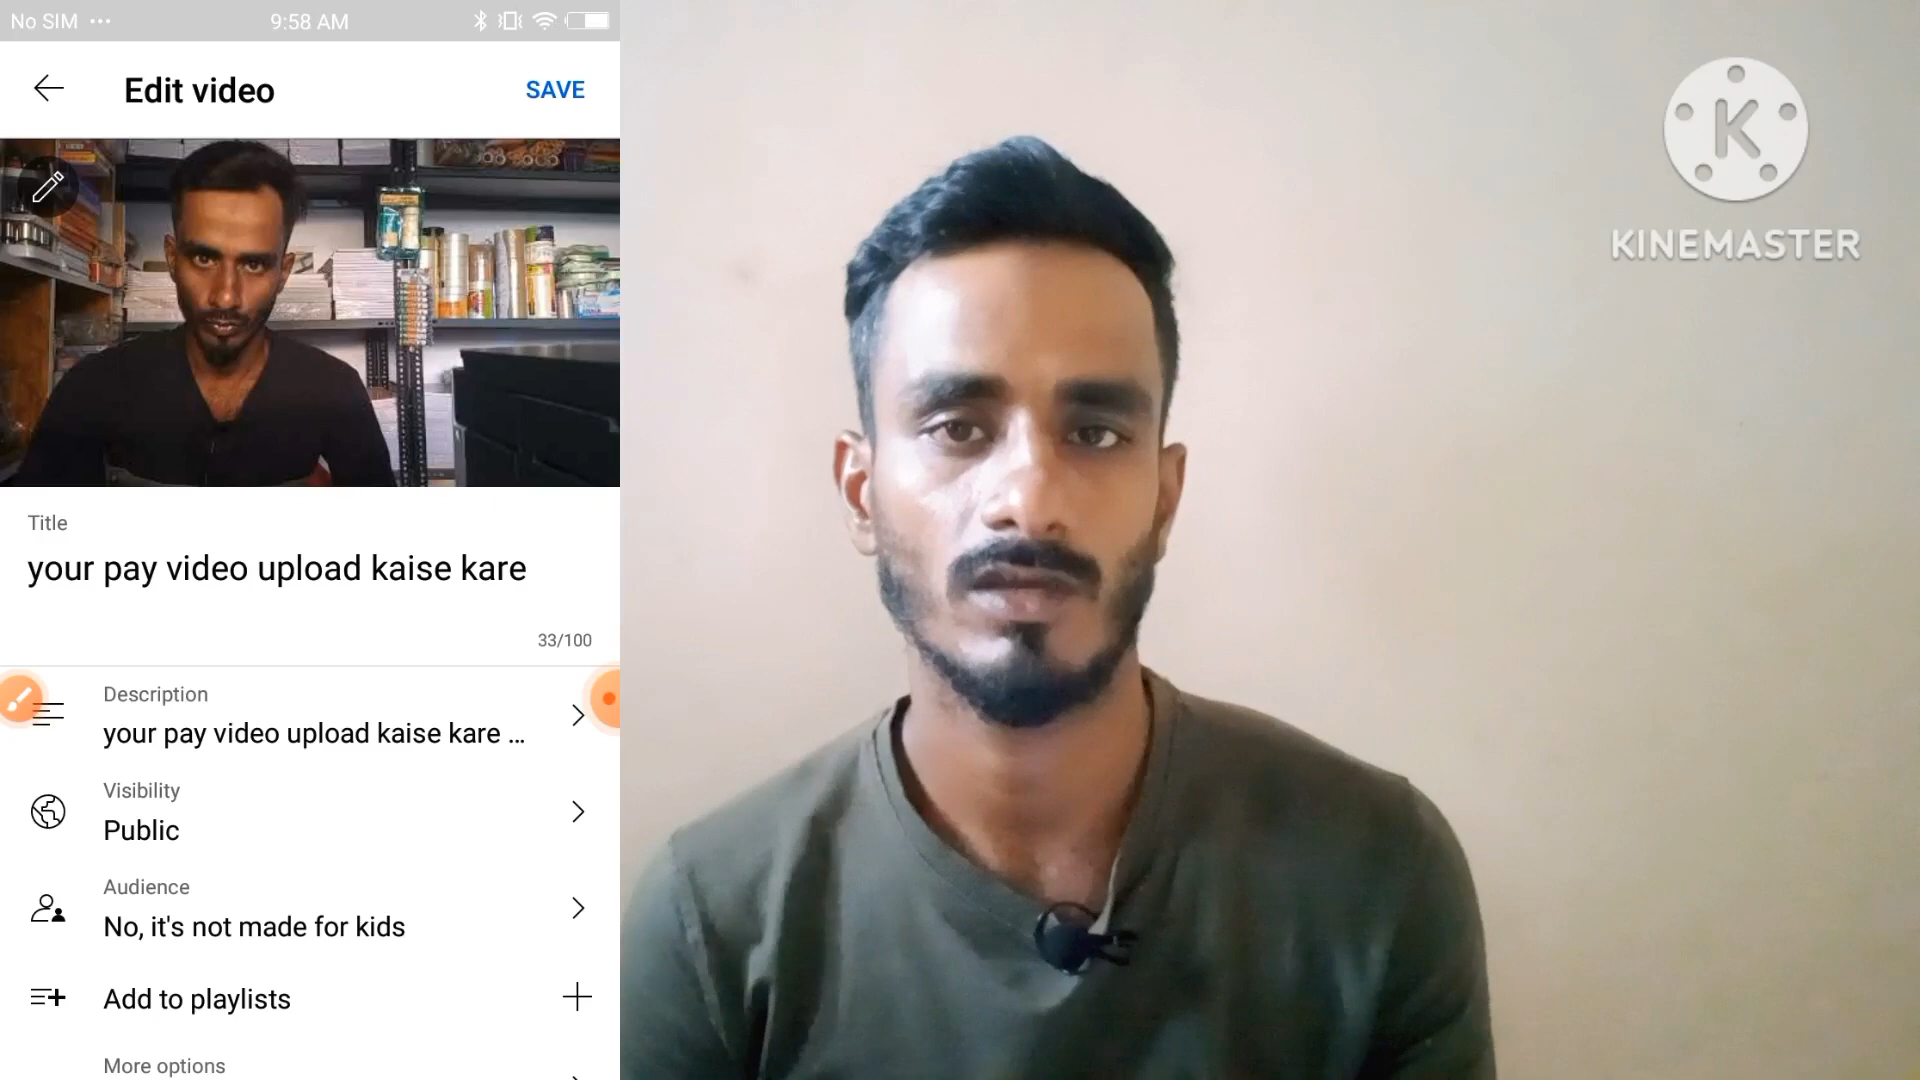 No SIM ... 9:58 AM
Edit video SAVE
Title
your pay video upload kaise kare
33/100
Description
your pay video upload kaise kare ...
Visibility
Public
Audience
No, it's not made for kids
Add to playlists
More options
K
KINEMASTER